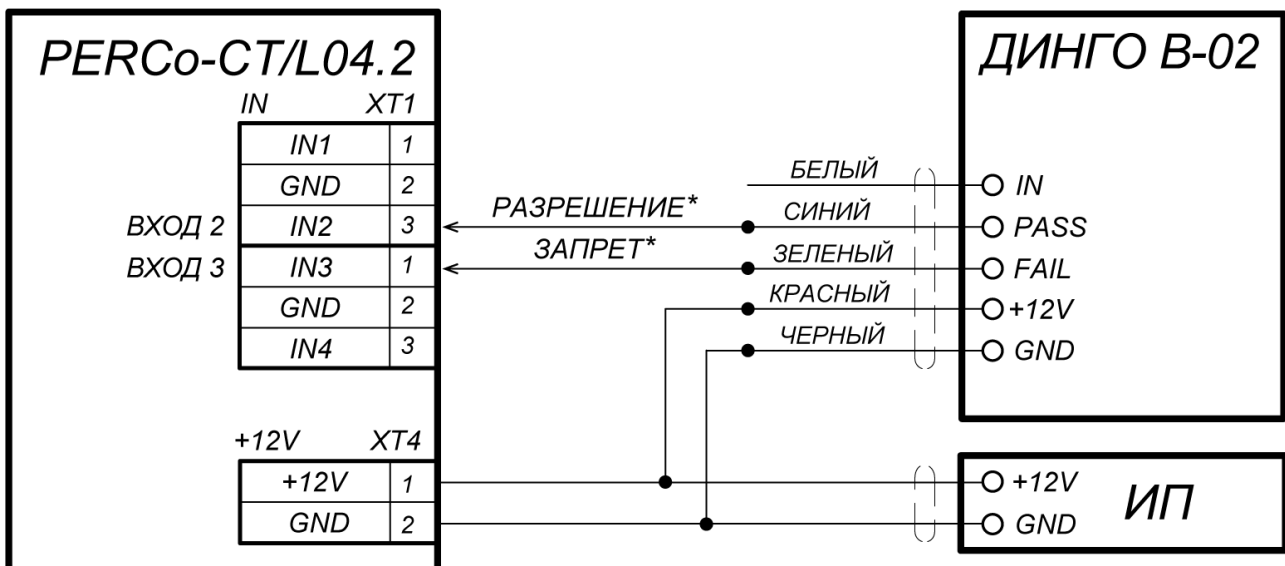 PERCo-CT/L04.2
IN XT1
IN1 1
GND 2
ВХОД 2 IN2 3
ВХОД 3 IN3 1
GND 2
IN4 3
+12V XT4
+12V 1
GND 2
РАЗРЕШЕНИЕ*
ЗАПРЕТ*
БЕЛЫЙ
СИНИЙ
ЗЕЛЕНЫЙ
КРАСНЫЙ
ЧЕРНЫЙ
ДИНГО В-02
IN
PASS
FAIL
+12V
GND
+12V
GND
ИП